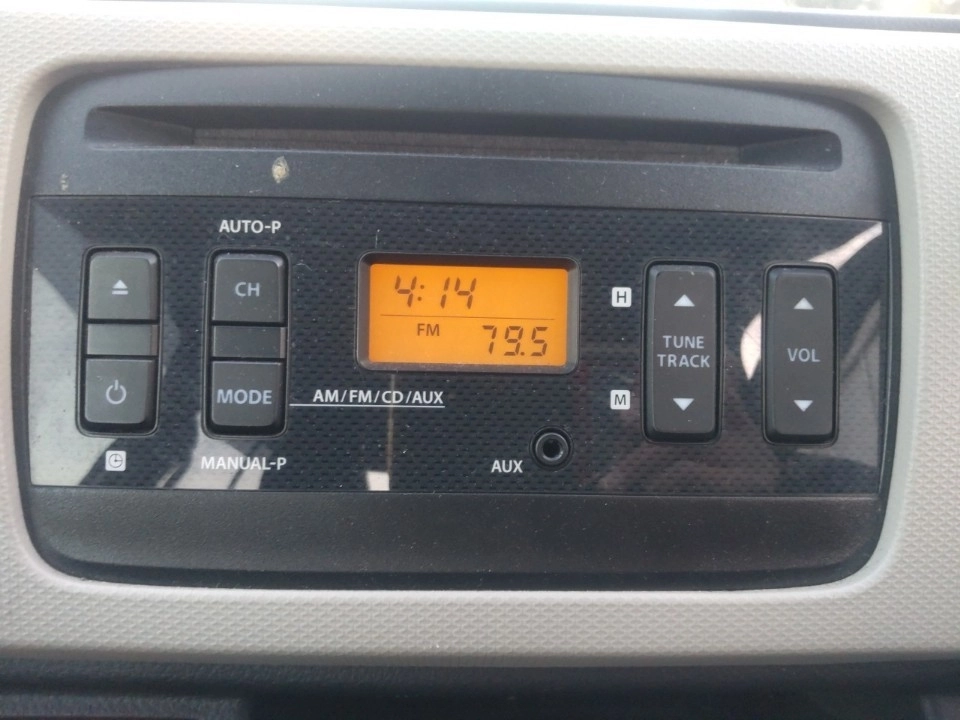 AUTO-P
CH
MODE
MANUAL-P
4:14
FM 79.5
AM/FM/CD/AUX
AUX
H
M
TUNE
TRACK
VOL